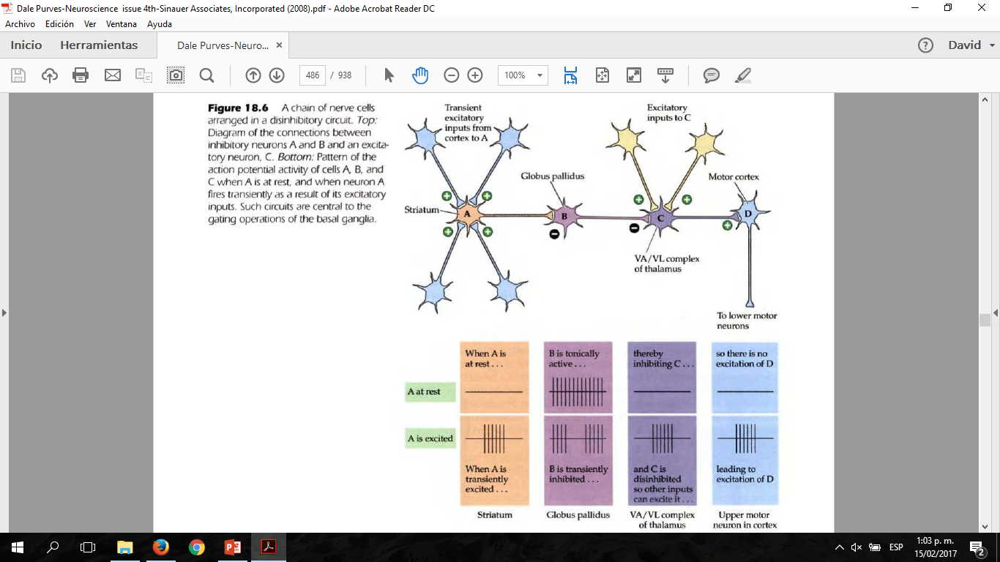 Dale Purves-Neuroscience issue 4th-Sinauer Associates, Incorporated (2008).pdf - Adobe Acrobat Reader DC
Archivo Edición Ver Ventana Ayuda
Inicio Herramientas Dale Purves-Neuro... × ? David
486 / 938 100%
Figure 18.6 A chain of nerve cells
arranged in a disinhibitory circuit. Top:
Diagram of the connections between
inhibitory neurons A and B and an excita-
tory neuron, C. Bottom: Pattern of the
action potential activity of cells A, B, and
C when A is at rest, and when neuron A
fires transiently as a result of its excitatory
inputs. Such circuits are central to the
gating operations of the basal ganglia.
Transient
excitatory
inputs from
cortex to A
Excitatory
inputs to C
Globus pallidus
Motor cortex
Striatum
A
B
C
D
VA/VL complex
of thalamus
To lower motor
neurons
When A is
at rest . . .
B is tonically
active . . .
thereby
inhibiting C . . .
so there is no
excitation of D
A at rest
A is excited
When A is
transiently
excited . . .
B is transiently
inhibited . . .
and C is
disinhibited
so other inputs
can excite it . . .
leading to
excitation of D
Striatum
Globus pallidus
VA/VL complex
of thalamus
Upper motor
neuron in cortex
ESP
1:03 p. m.
15/02/2017
2